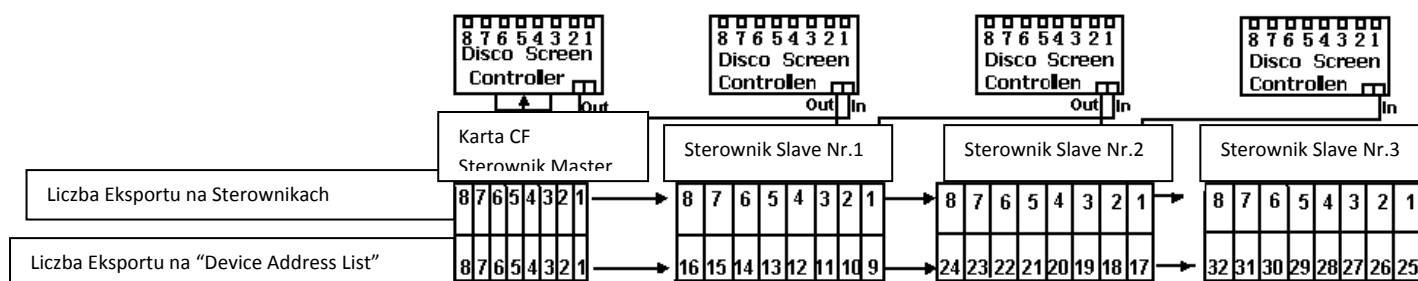 8 7 6 5 4 3 2 1
Disco Screen
Controller
Out
8 7 6 5 4 3 2 1
Disco Screen
Controllen
Out In
8 7 6 5 4 3 2 1
Disco Screen
Controllen
Out In
8 7 6 5 4 3 2 1
Disco Screen
Controllen
In
Karta CF
Sterownik Master
Sterownik Slave Nr.1
Sterownik Slave Nr.2
Sterownik Slave Nr.3
Liczba Eksportu na Sterownikach
8 7 6 5 4 3 2 1
8 7 6 5 4 3 2 1
8 7 6 5 4 3 2 1
8 7 6 5 4 3 2 1
Liczba Eksportu na “Device Address List”
8 7 6 5 4 3 2 1
16 15 14 13 12 11 10 9
24 23 22 21 20 19 18 17
32 31 30 29 28 27 26 25